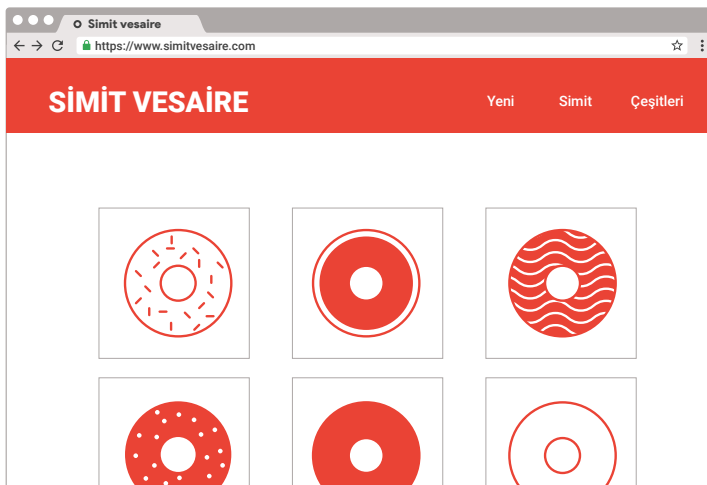 Simit vesaire
https://www.simitvesaire.com
SİMİT VESAİRE
Yeni Simit Çeşitleri